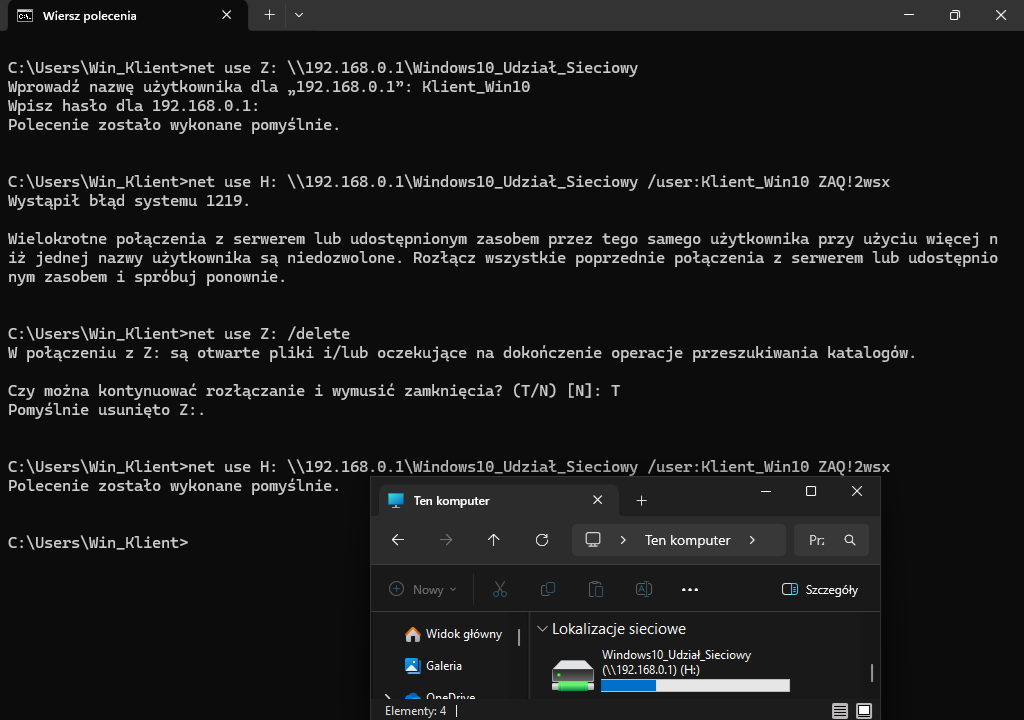 Wiersz polecenia
C:\Users\Win_Klient>net use Z: \\192.168.0.1\Windows10_Udział_Sieciowy
Wprowadź nazwę użytkownika dla „192.168.0.1”: Klient_Win10
Wpisz hasło dla 192.168.0.1:
Polecenie zostało wykonane pomyślnie.
C:\Users\Win_Klient>net use H: \\192.168.0.1\Windows10_Udział_Sieciowy /user:Klient_Win10 ZAQ!2wsx
Wystąpił błąd systemu 1219.
Wielokrotne połączenia z serwerem lub udostępnionym zasobem przez tego samego użytkownika przy użyciu więcej n
iż jednej nazwy użytkownika są niedozwolone. Rozłącz wszystkie poprzednie połączenia z serwerem lub udostępnio
nym zasobem i spróbuj ponownie.
C:\Users\Win_Klient>net use Z: /delete
W połączeniu z Z: są otwarte pliki i/lub oczekujące na dokończenie operacje przeszukiwania katalogów.
Czy można kontynuować rozłączanie i wymusić zamknięcia? (T/N) [N]: T
Pomyślnie usunięto Z:.
C:\Users\Win_Klient>net use H: \\192.168.0.1\Windows10_Udział_Sieciowy /user:Klient_Win10 ZAQ!2wsx
Polecenie zostało wykonane pomyślnie.
C:\Users\Win_Klient>
Ten komputer
Ten komputer
Prz
Nowy
Szczegóły
Widok główny
Galeria
OneDrive
Lokalizacje sieciowe
Windows10_Udział_Sieciowy
(\\192.168.0.1) (H:)
Elementy: 4